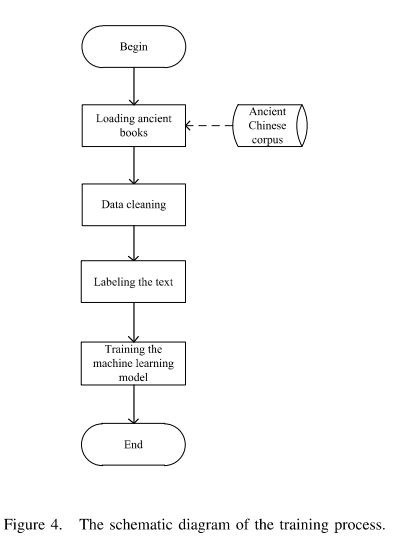 Begin
Loading ancient
books
Ancient
Chinese
corpus
Data cleaning
Labeling the text
Training the
machine learning
model
End
Figure 4. The schematic diagram of the training process.